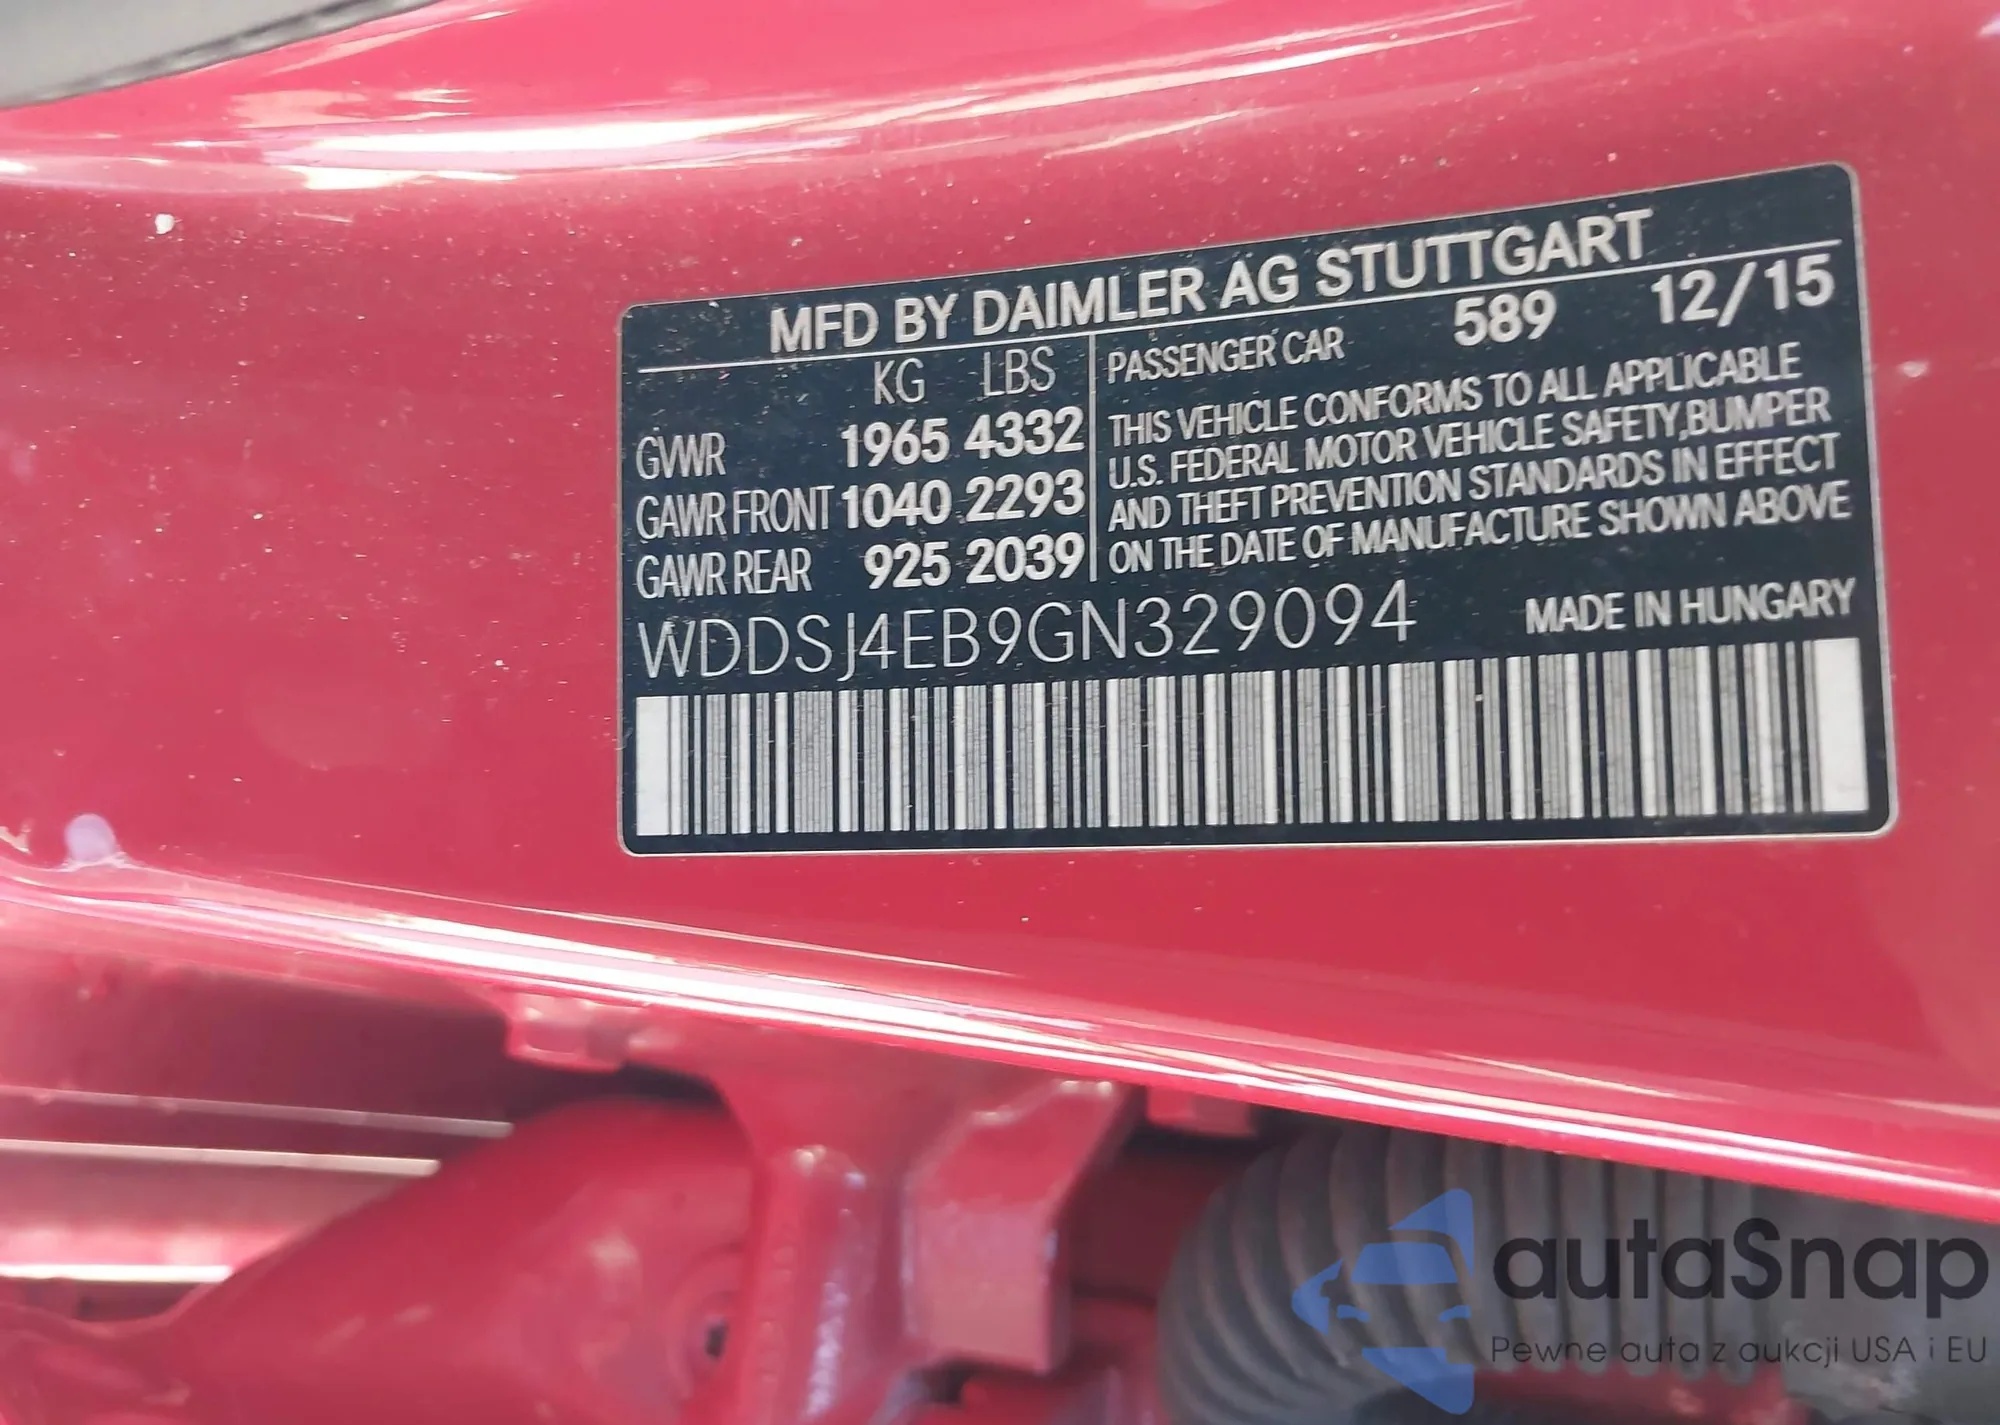 MFD BY DAIMLER AG STUTTGART
KG LBS
GVWR 1965 4332
GAWR FRONT 1040 2293
GAWR REAR 925 2039
PASSENGER CAR 589 12/15
THIS VEHICLE CONFORMS TO ALL APPLICABLE
U.S. FEDERAL MOTOR VEHICLE SAFETY,BUMPER
AND THEFT PREVENTION STANDARDS IN EFFECT
ON THE DATE OF MANUFACTURE SHOWN ABOVE
WDDSJ4EB9GN329094 MADE IN HUNGARY
autaSnap
Pewne auta z aukcji USA i EU